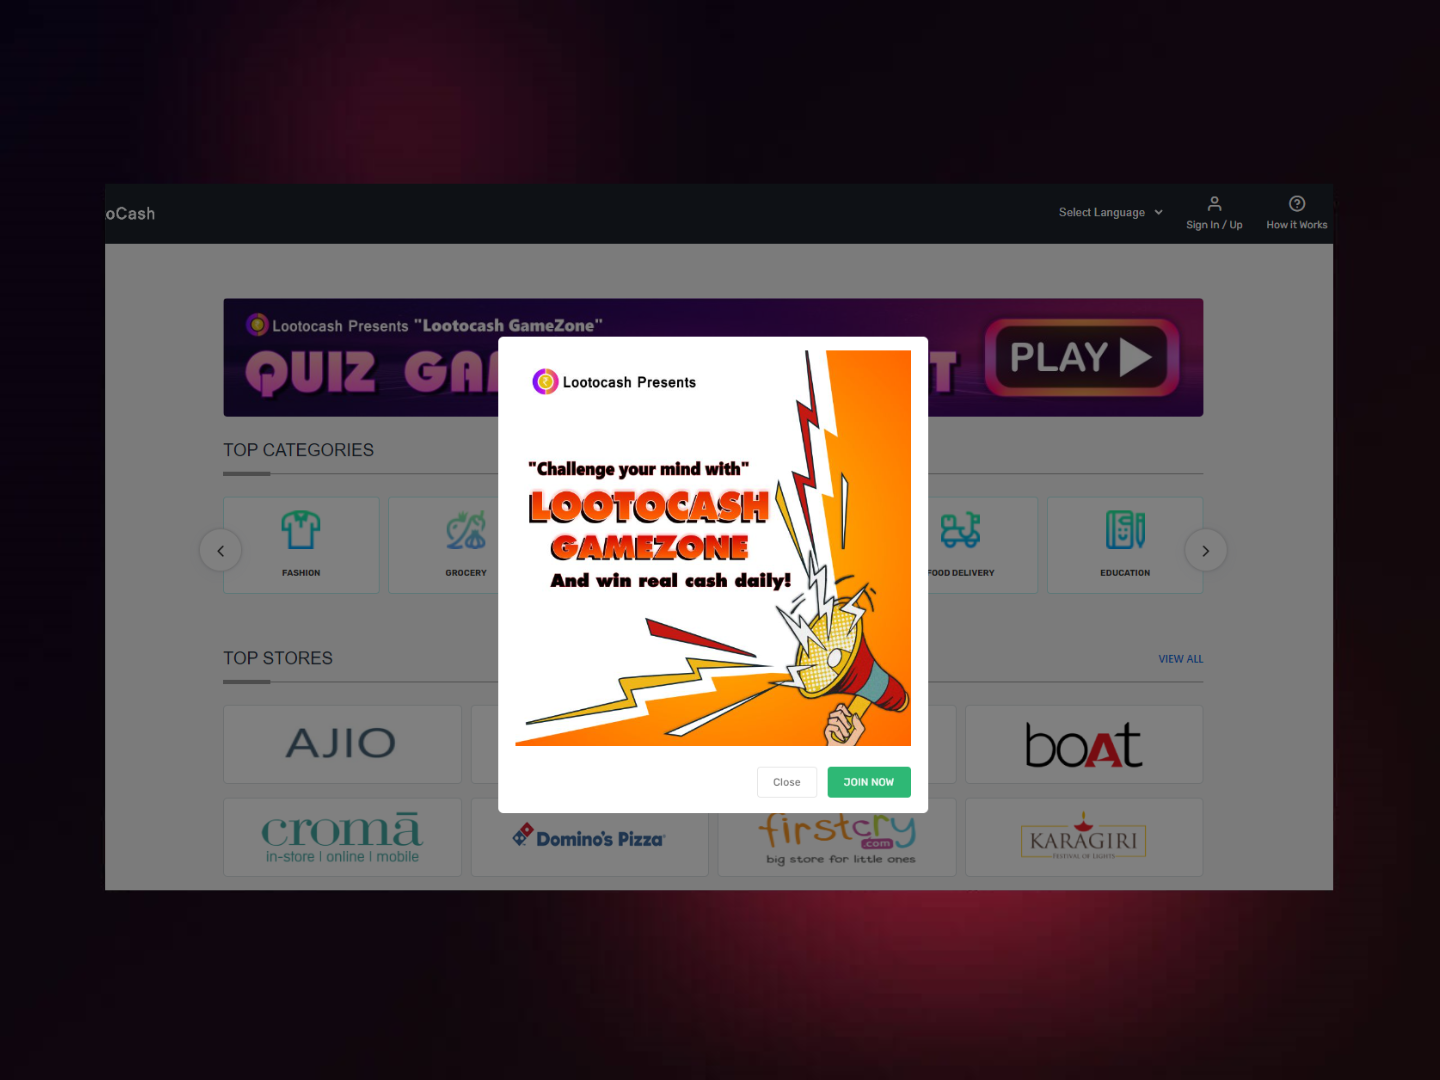 oCash
Select Language
Sign In / Up
How it Works
Lootocash Presents "Lootocash GameZone"
QUIZ
PLAY
Lootocash Presents
"Challenge your mind with"
LOOTOCASH
GAMEZONE
And win real cash daily!
TOP CATEGORIES
FASHION
GROCERY
FOOD DELIVERY
EDUCATION
TOP STORES
VIEW ALL
AJIO
boAt
Close
JOIN NOW
cromā
in-store | online | mobile
Domino's Pizza
firstcry
.com
big store for little ones
KARAGIRI
FESTIVAL OF LIGHTS